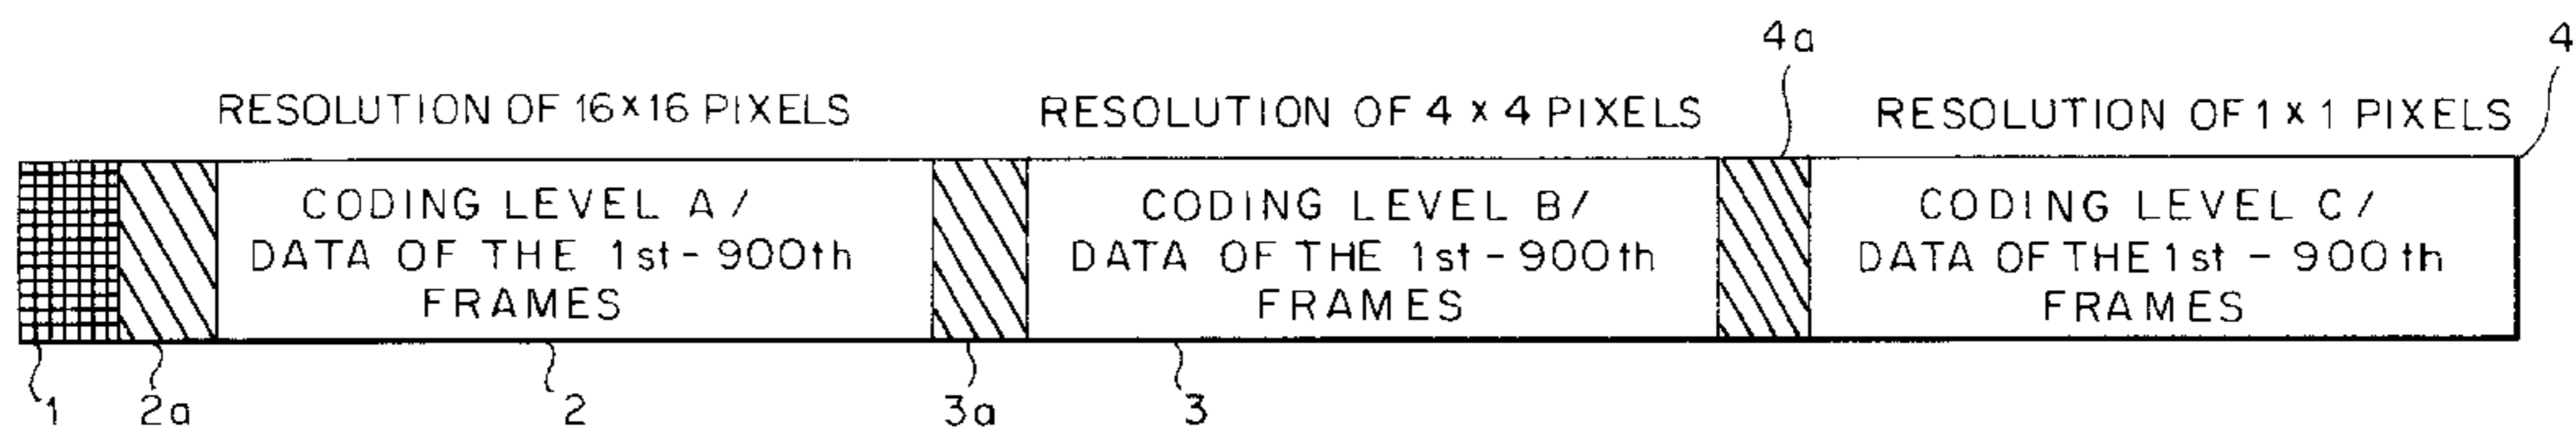 4a
4
RESOLUTION OF 16×16 PIXELS
RESOLUTION OF 4 × 4 PIXELS
RESOLUTION OF 1 × 1 PIXELS
CODING LEVEL A /
DATA OF THE 1st - 900th
FRAMES
CODING LEVEL B /
DATA OF THE 1st - 900th
FRAMES
CODING LEVEL C /
DATA OF THE 1st - 900th
FRAMES
1
2a
2
3a
3